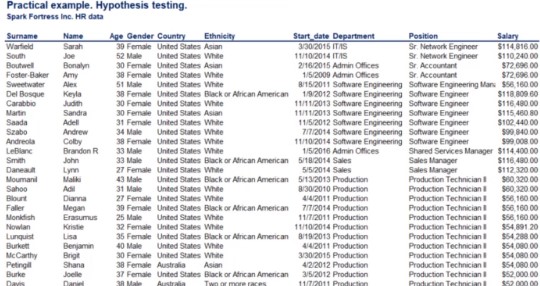 Practical example. Hypothesis testing.
Spark Fortress Inc. HR data
Surname Name Age Gender Country Ethnicity Start_date Department Position Salary
Warfield Sarah 39 Female United States Asian 3/30/2015 IT/IS Sr. Network Engineer $114,816.00
South Joe 52 Male United States White 11/10/2014 IT/IS Sr. Network Engineer $110,240.00
Boutwell Bonalyn 30 Female United States Asian 2/16/2015 Admin Offices Sr. Accountant $72,696.00
Foster-Baker Amy 38 Female United States White 1/5/2009 Admin Offices Sr. Accountant $72,696.00
Sweetwater Alex 51 Male United States White 8/15/2011 Software Engineering Software Engineering Manu $56,160.00
Del Bosque Keyla 38 Female United States Black or African American 1/9/2012 Software Engineering Software Engineer $118,809.60
Carabbio Judith 30 Female United States White 11/11/2013 Software Engineering Software Engineer $116,480.00
Martin Sandra 30 Female United States Asian 11/11/2013 Software Engineering Software Engineer $115,460.80
Saada Adell 31 Female United States White 11/5/2012 Software Engineering Software Engineer $102,440.00
Szabo Andrew 34 Male United States White 7/7/2014 Software Engineering Software Engineer $99,840.00
Andreola Colby 38 Female United States White 11/10/2014 Software Engineering Software Engineer $99,008.00
LeBlanc Brandon R 33 Male United States White 1/5/2016 Admin Offices Shared Services Manager $114,400.00
Smith John 33 Male United States Black or African American 5/18/2014 Sales Sales Manager $116,480.00
Daneault Lynn 27 Female United States White 5/5/2014 Sales Sales Manager $112,320.00
Moumanil Maliki 43 Male United States Black or African American 5/13/2013 Production Production Technician II $60,320.00
Sahoo Adil 31 Male United States White 8/30/2010 Production Production Technician II $60,320.00
Blount Dianna 27 Female United States White 4/4/2011 Production Production Technician II $56,160.00
Faller Megan 39 Female United States Black or African American 7/7/2014 Production Production Technician II $56,160.00
Monkfish Erasumus 25 Male United States White 11/7/2011 Production Production Technician II $56,160.00
Nowlan Kristie 32 Female United States White 11/10/2014 Production Production Technician II $54,891.20
Lunquist Lisa 35 Female United States Black or African American 8/19/2013 Production Production Technician II $54,288.00
Burkett Benjamin 40 Male United States White 4/4/2011 Production Production Technician II $54,080.00
McCarthy Brigit 30 Female United States White 3/30/2015 Production Production Technician II $54,080.00
Petingill Shana 38 Female Australia Asian 4/2/2012 Production Production Technician II $54,080.00
Burke Joelle 37 Female United States Black or African American 3/5/2012 Production Production Technician II $52,000.00
Davis Daniel 38 Male Australia Two or more races 11/7/2011 Production Production Technician II $52,000.00